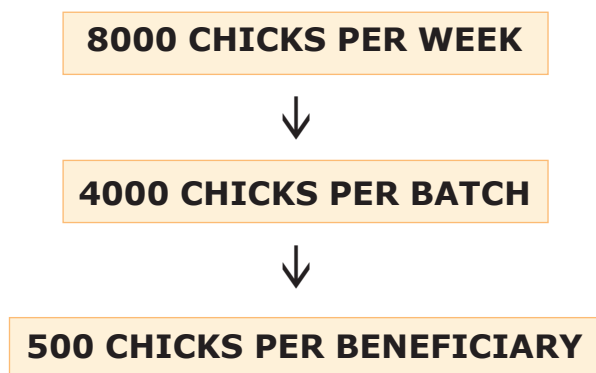 8000 CHICKS PER WEEK
4000 CHICKS PER BATCH
500 CHICKS PER BENEFICIARY